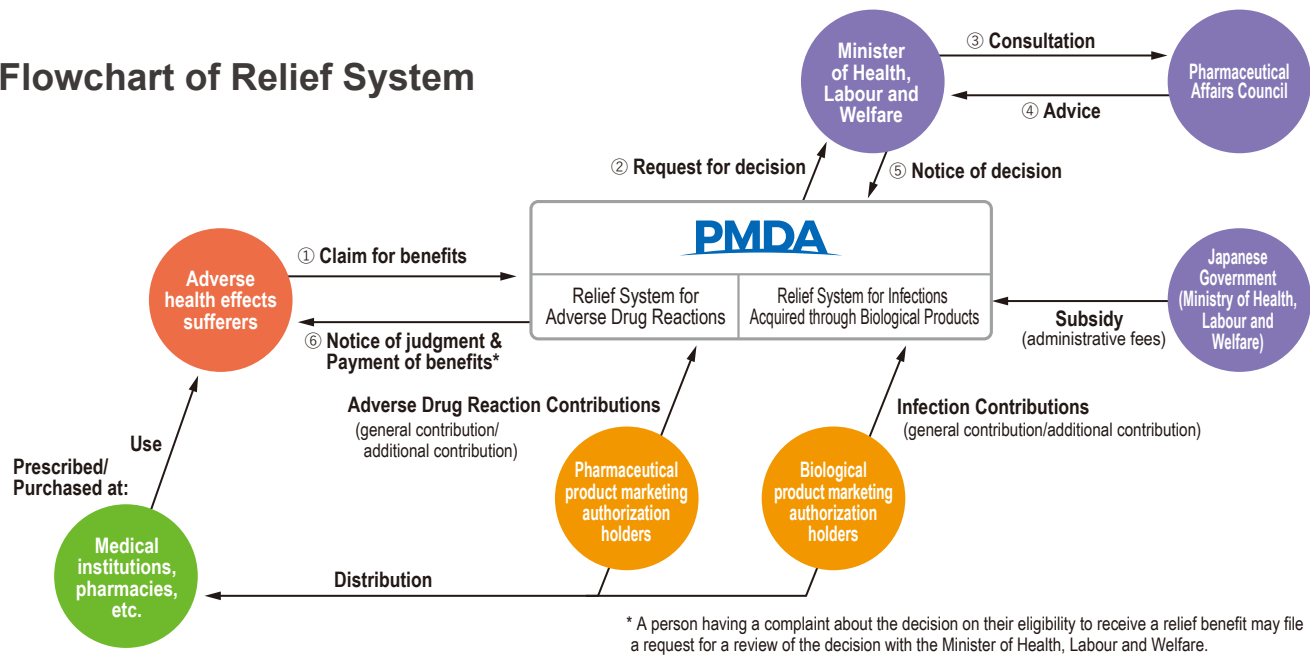 Flowchart of Relief System
Minister
of Health,
Labour and
Welfare
③ Consultation
④ Advice
Pharmaceutical
Affairs Council
② Request for decision
⑤ Notice of decision
PMDA
Relief System for
Adverse Drug Reactions
Relief System for Infections
Acquired through Biological Products
Adverse
health effects
sufferers
① Claim for benefits
⑥ Notice of judgment &
Payment of benefits*
Japanese
Government
(Ministry of Health,
Labour and
Welfare)
Subsidy
(administrative fees)
Adverse Drug Reaction Contributions
(general contribution/
additional contribution)
Infection Contributions
(general contribution/additional contribution)
Use
Prescribed/
Purchased at:
Pharmaceutical
product marketing
authorization
holders
Biological
product marketing
authorization
holders
Medical
institutions,
pharmacies,
etc.
Distribution
* A person having a complaint about the decision on their eligibility to receive a relief benefit may file
a request for a review of the decision with the Minister of Health, Labour and Welfare.